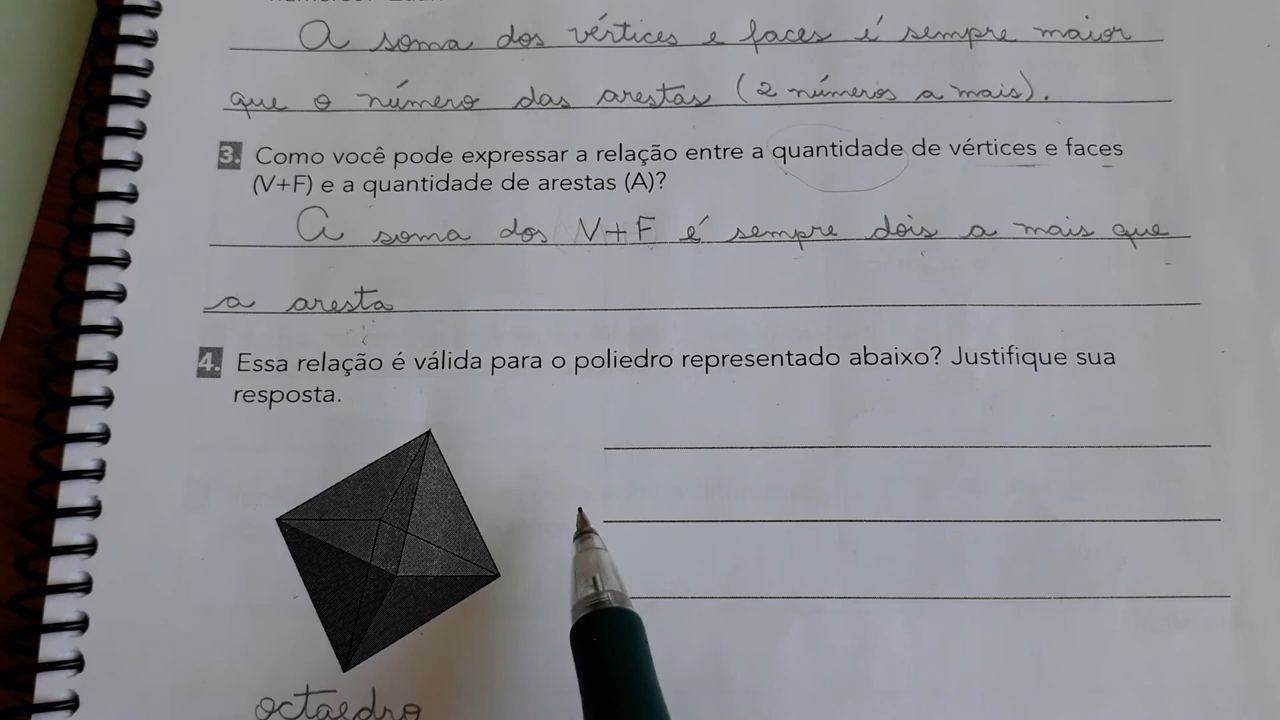 A soma dos vértices e faces é sempre maior
que o número das arestas (2 números a mais).
3. Como você pode expressar a relação entre a quantidade de vértices e faces
(V+F) e a quantidade de arestas (A)?
A soma dos V+F é sempre dois a mais que
a aresta
4. Essa relação é válida para o poliedro representado abaixo? Justifique sua
resposta.
octaedro